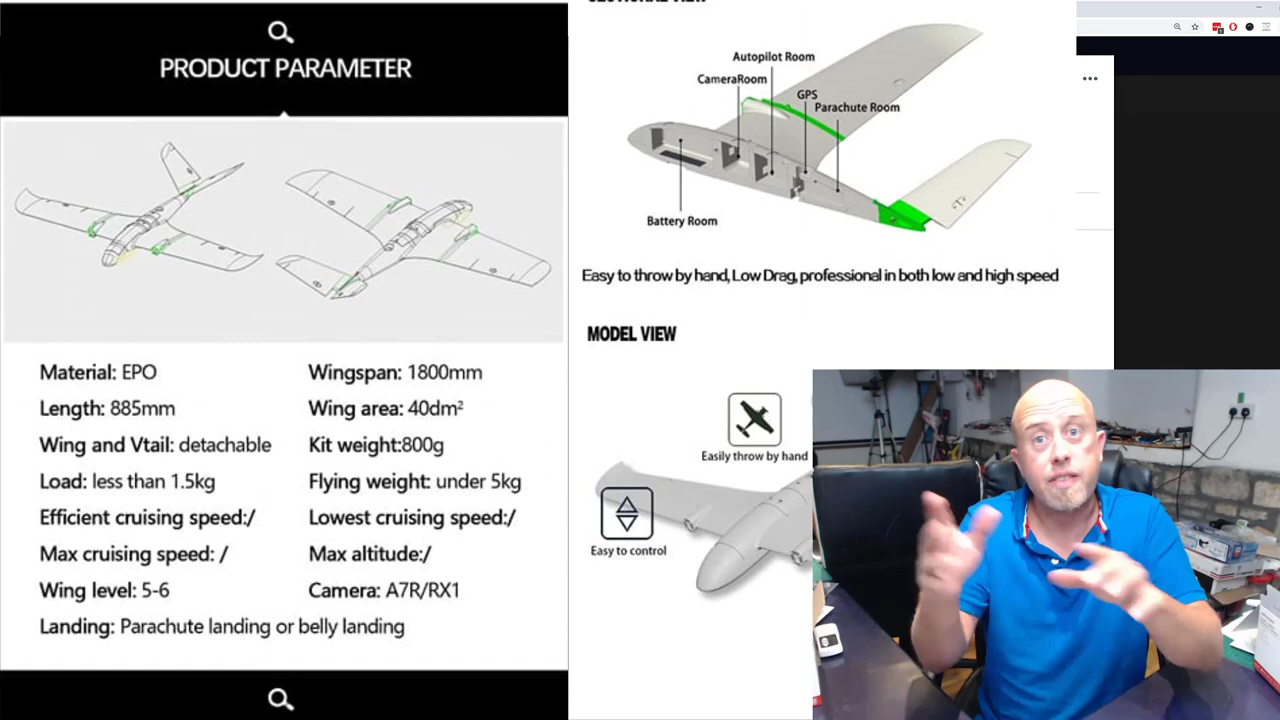 PRODUCT PARAMETER
Material: EPO
Wingspan: 1800mm
Length: 885mm
Wing area: 40dm²
Wing and Vtail: detachable
Kit weight:800g
Load: less than 1.5kg
Flying weight: under 5kg
Efficient cruising speed:/
Lowest cruising speed:/
Max cruising speed: /
Max altitude:/
Wing level: 5-6
Camera: A7R/RX1
Landing: Parachute landing or belly landing
SECTIONAL VIEW
Autopilot Room
CameraRoom
GPS
Parachute Room
Battery Room
Easy to throw by hand, Low Drag, professional in both low and high speed
MODEL VIEW
Easily throw by hand
Easy to control